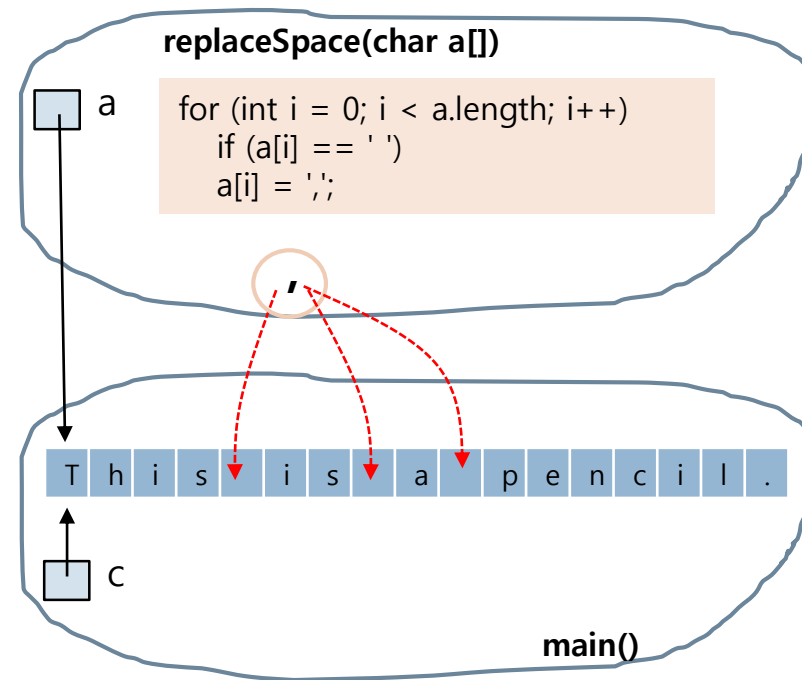 replaceSpace(char a[])
a
for (int i = 0; i < a.length; i++)
if (a[i] == ' ')
a[i] = ',';
,
T h i s i s a p e n c i l .
c
main()